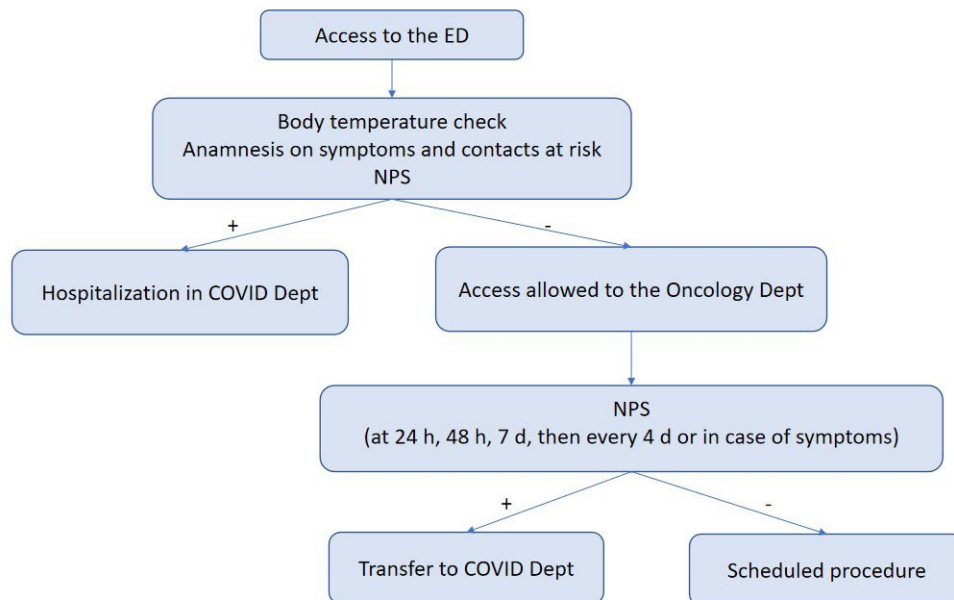 Access to the ED
Body temperature check
Anamnesis on symptoms and contacts at risk
NPS
+
-
Hospitalization in COVID Dept
Access allowed to the Oncology Dept
NPS
(at 24 h, 48 h, 7 d, then every 4 d or in case of symptoms)
+
-
Transfer to COVID Dept
Scheduled procedure